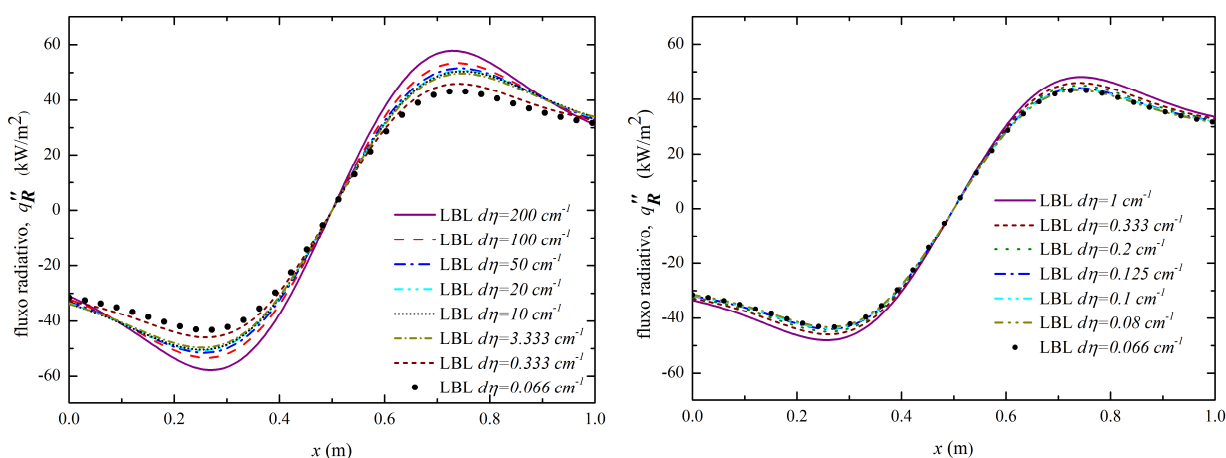 fluxo radiativo, q″R (kW/m²)
60
40
20
0
-20
-40
-60
0.0 0.2 0.4 0.6 0.8 1.0
x (m)
LBL dη=200 cm⁻¹
LBL dη=100 cm⁻¹
LBL dη=50 cm⁻¹
LBL dη=20 cm⁻¹
LBL dη=10 cm⁻¹
LBL dη=3.333 cm⁻¹
LBL dη=0.333 cm⁻¹
LBL dη=0.066 cm⁻¹
fluxo radiativo, q″R (kW/m²)
60
40
20
0
-20
-40
-60
0.0 0.2 0.4 0.6 0.8 1.0
x (m)
LBL dη=1 cm⁻¹
LBL dη=0.333 cm⁻¹
LBL dη=0.2 cm⁻¹
LBL dη=0.125 cm⁻¹
LBL dη=0.1 cm⁻¹
LBL dη=0.08 cm⁻¹
LBL dη=0.066 cm⁻¹